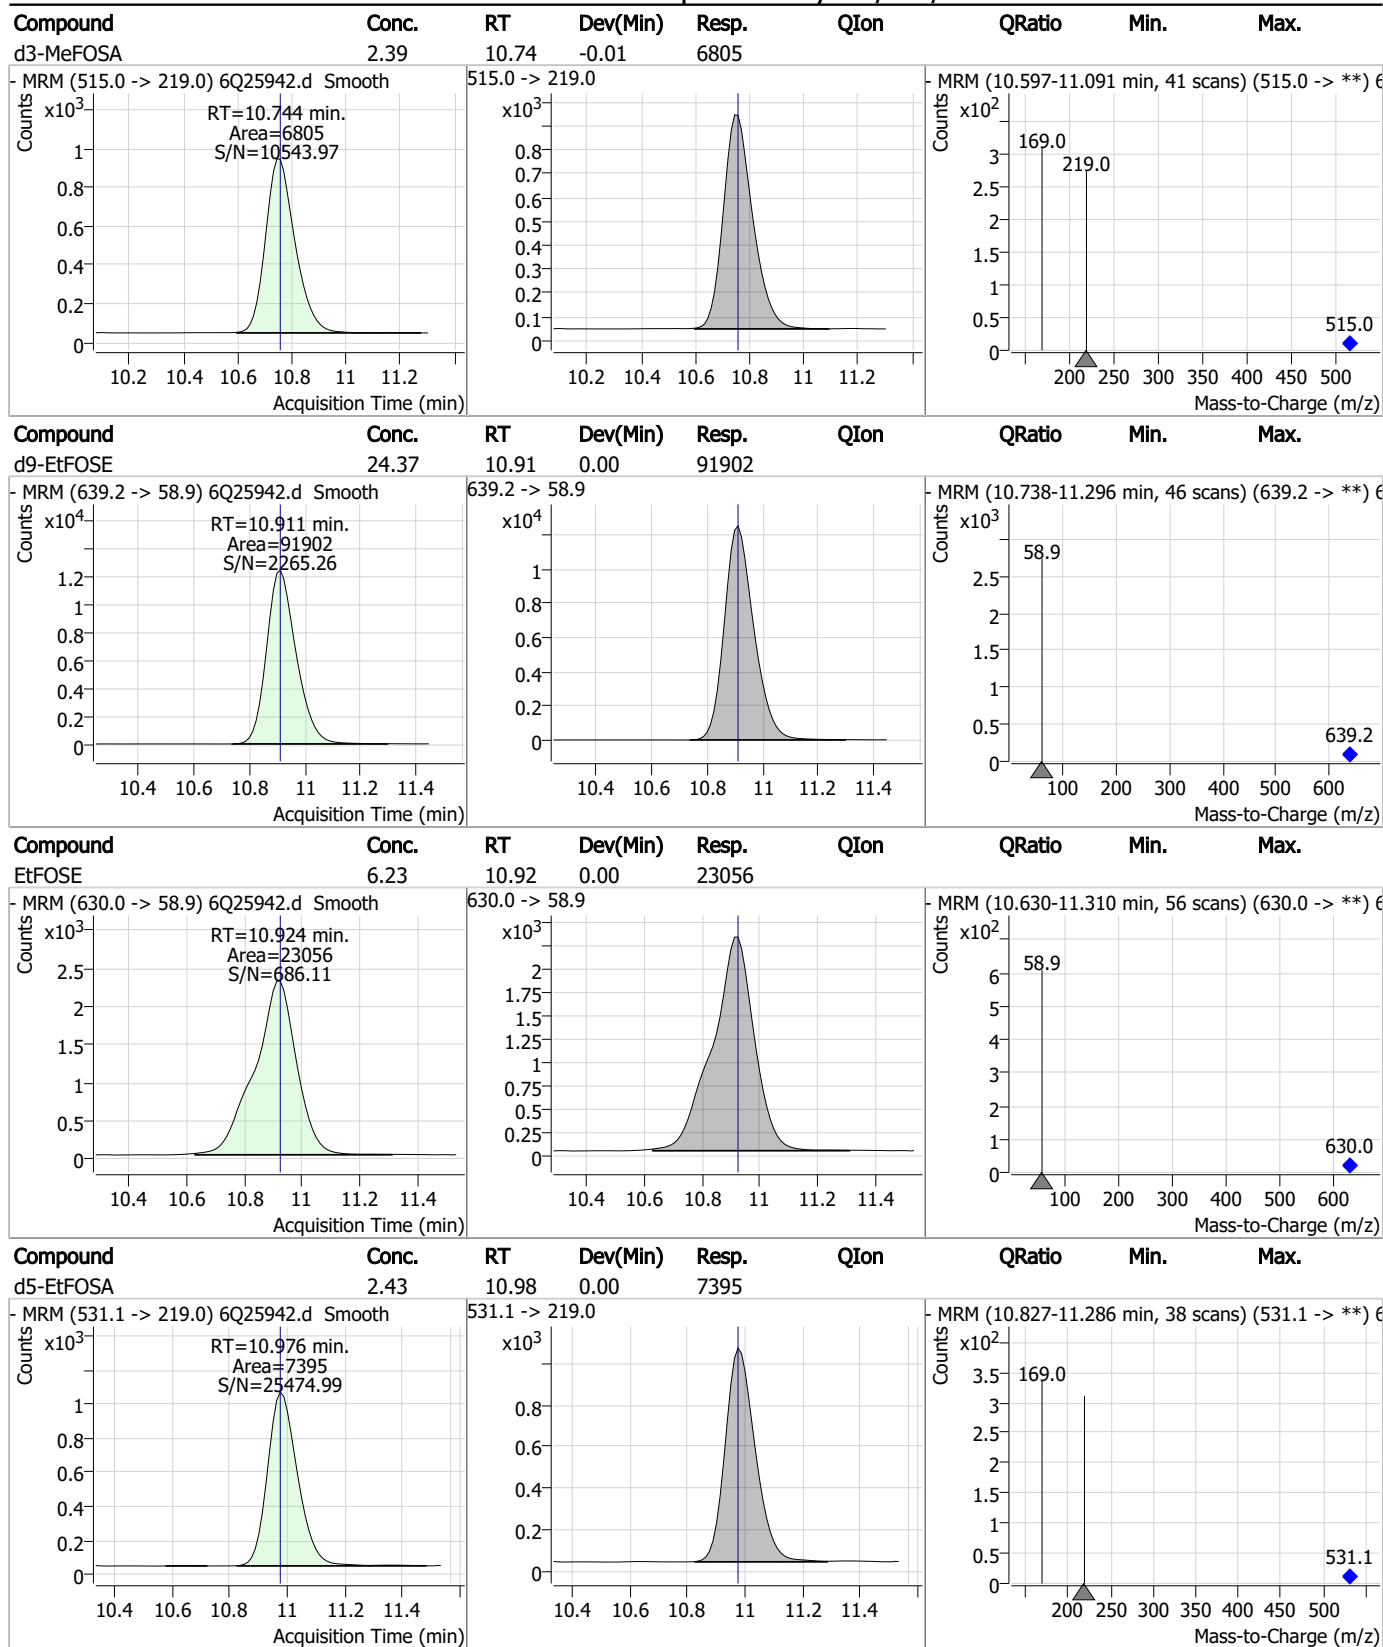 Compound Conc. RT Dev(Min) Resp. QIon QRatio Min. Max.
d3-MeFOSA 2.39 10.74 -0.01 6805
- MRM (515.0 -> 219.0) 6Q25942.d Smooth
Counts
x10³
RT=10.744 min.
Area=6805
S/N=10543.97
1
0.8
0.6
0.4
0.2
0
10.2 10.4 10.6 10.8 11 11.2
Acquisition Time (min)
515.0 -> 219.0
x10³
0.8
0.7
0.6
0.5
0.4
0.3
0.2
0.1
0
10.2 10.4 10.6 10.8 11 11.2
- MRM (10.597-11.091 min, 41 scans) (515.0 -> **) 6
Counts
x10²
169.0
219.0
3
2.5
2
1.5
1
0.5
0
515.0
200 250 300 350 400 450 500
Mass-to-Charge (m/z)
Compound Conc. RT Dev(Min) Resp. QIon QRatio Min. Max.
d9-EtFOSE 24.37 10.91 0.00 91902
- MRM (639.2 -> 58.9) 6Q25942.d Smooth
Counts
x10⁴
RT=10.911 min.
Area=91902
S/N=2265.26
1.2
1
0.8
0.6
0.4
0.2
0
10.4 10.6 10.8 11 11.2 11.4
Acquisition Time (min)
639.2 -> 58.9
x10⁴
1
0.8
0.6
0.4
0.2
0
10.4 10.6 10.8 11 11.2 11.4
- MRM (10.738-11.296 min, 46 scans) (639.2 -> **) 6
Counts
x10³
58.9
2.5
2
1.5
1
0.5
0
639.2
100 200 300 400 500 600
Mass-to-Charge (m/z)
Compound Conc. RT Dev(Min) Resp. QIon QRatio Min. Max.
EtFOSE 6.23 10.92 0.00 23056
- MRM (630.0 -> 58.9) 6Q25942.d Smooth
Counts
x10³
RT=10.924 min.
Area=23056
S/N=686.11
2.5
2
1.5
1
0.5
0
10.4 10.6 10.8 11 11.2 11.4
Acquisition Time (min)
630.0 -> 58.9
x10³
2
1.75
1.5
1.25
1
0.75
0.5
0.25
0
10.4 10.6 10.8 11 11.2 11.4
- MRM (10.630-11.310 min, 56 scans) (630.0 -> **) 6
Counts
x10²
58.9
6
5
4
3
2
1
0
630.0
100 200 300 400 500 600
Mass-to-Charge (m/z)
Compound Conc. RT Dev(Min) Resp. QIon QRatio Min. Max.
d5-EtFOSA 2.43 10.98 0.00 7395
- MRM (531.1 -> 219.0) 6Q25942.d Smooth
Counts
x10³
RT=10.976 min.
Area=7395
S/N=25474.99
1
0.8
0.6
0.4
0.2
0
10.4 10.6 10.8 11 11.2 11.4
Acquisition Time (min)
531.1 -> 219.0
x10³
0.8
0.6
0.4
0.2
0
10.4 10.6 10.8 11 11.2 11.4
- MRM (10.827-11.286 min, 38 scans) (531.1 -> **) 6
Counts
x10²
169.0
3.5
3
2.5
2
1.5
1
0.5
0
531.1
200 250 300 350 400 450 500
Mass-to-Charge (m/z)